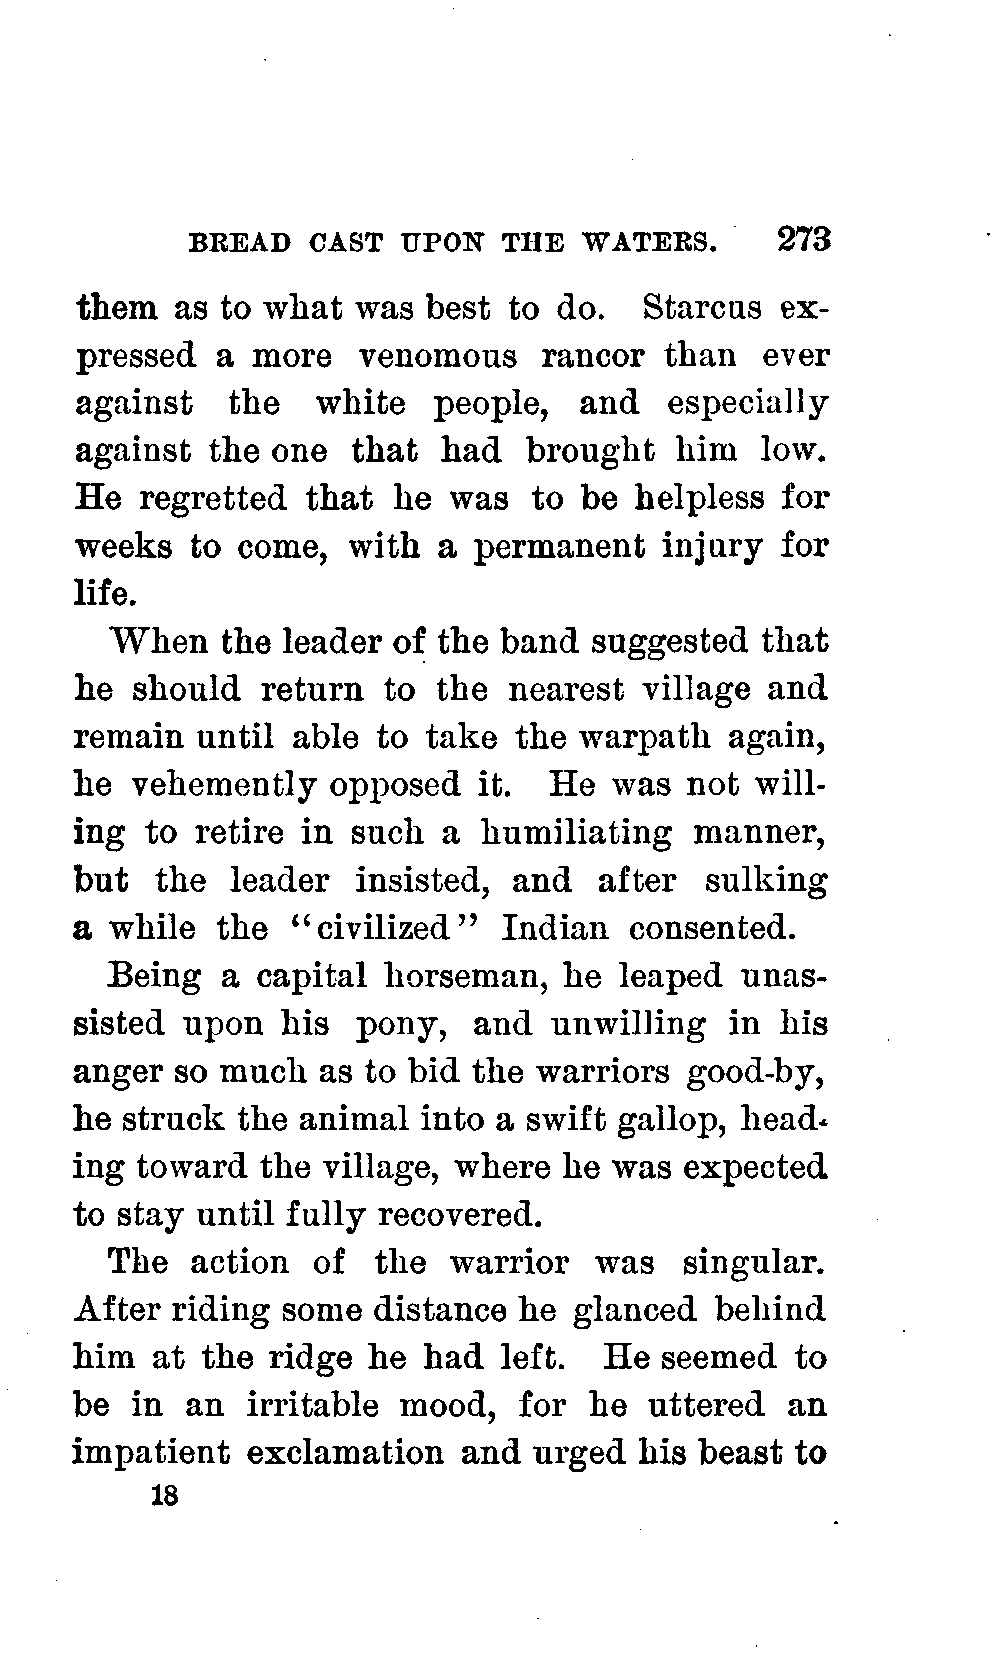 BREAD CAST UPON THE WATERS. 273
them as to what was best to do. Starcus ex-
pressed a more venomous rancor than ever
against the white people, and especially
against the one that had brought him low.
He regretted that he was to be helpless for
weeks to come, with a permanent injury for
life.
When the leader of the band suggested that
he should return to the nearest village and
remain until able to take the warpath again,
he vehemently opposed it. He was not will-
ing to retire in such a humiliating manner,
but the leader insisted, and after sulking
a while the "civilized" Indian consented.
Being a capital horseman, he leaped unas-
sisted upon his pony, and unwilling in his
anger so much as to bid the warriors good-by,
he struck the animal into a swift gallop, head-
ing toward the village, where he was expected
to stay until fully recovered.
The action of the warrior was singular.
After riding some distance he glanced behind
him at the ridge he had left. He seemed to
be in an irritable mood, for he uttered an
impatient exclamation and urged his beast to
18